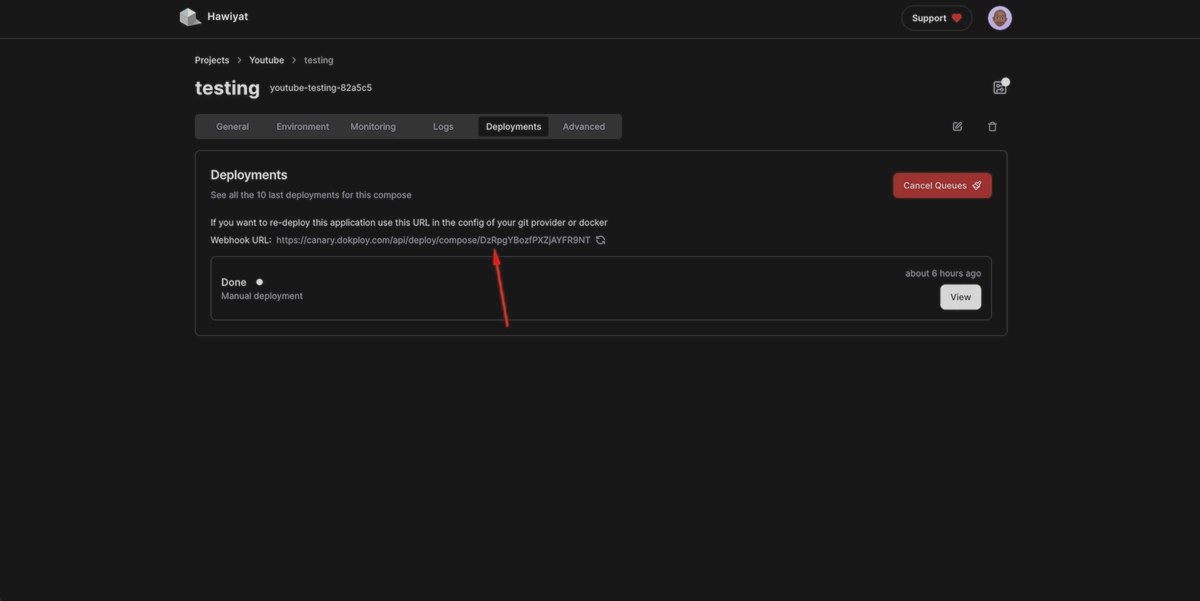 Hawiyat
Support
Projects > Youtube > testing
testing youtube-testing-82a5c5
General Environment Monitoring Logs Deployments Advanced
Deployments
See all the 10 last deployments for this compose
Cancel Queues
If you want to re-deploy this application use this URL in the config of your git provider or docker
Webhook URL: https://canary.dokploy.com/api/deploy/compose/DzRpgYBozfPXZjAYFR9NT
Done
Manual deployment
about 6 hours ago
View